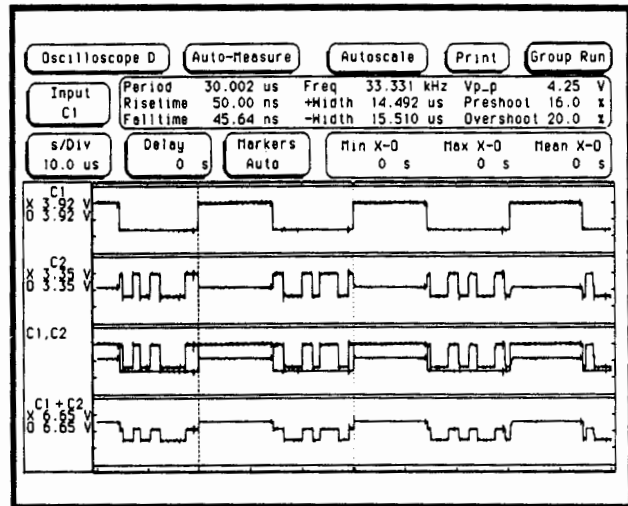 Oscilloscope D Auto-Measure Autoscale Print Group Run
Input
C1
Period 30.002 us Freq 33.331 kHz Vp_p 4.25 V
Risetime 50.00 ns +Width 14.492 us Preshoot 16.0 %
Falltime 45.64 ns -Width 15.510 us Overshoot 20.0 %
s/Div
10.0 us
Delay
0 s
Markers
Auto
Min X-O Max X-O Mean X-O
0 s 0 s 0 s
C1
X 3.92 V
O 3.92 V
C2
X 3.35 V
O 3.35 V
C1,C2
C1 + C2
X 6.65 V
O 6.65 V